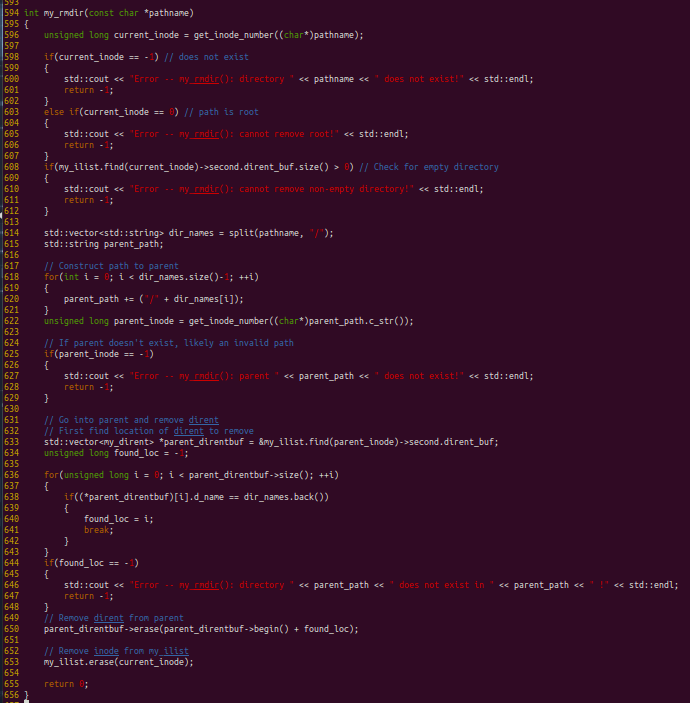 593
594 int my_rmdir(const char *pathname)
595 {
596     unsigned long current_inode = get_inode_number((char*)pathname);
597
598     if(current_inode == -1) // does not exist
599     {
600         std::cout << "Error -- my_rmdir(): directory " << pathname << " does not exist!" << std::endl;
601         return -1;
602     }
603     else if(current_inode == 0) // path is root
604     {
605         std::cout << "Error -- my_rmdir(): cannot remove root!" << std::endl;
606         return -1;
607     }
608     if(my_ilist.find(current_inode)->second.dirent_buf.size() > 0) // Check for empty directory
609     {
610         std::cout << "Error -- my_rmdir(): cannot remove non-empty directory!" << std::endl;
611         return -1;
612     }
613
614     std::vector<std::string> dir_names = split(pathname, "/");
615     std::string parent_path;
616
617     // Construct path to parent
618     for(int i = 0; i < dir_names.size()-1; ++i)
619     {
620         parent_path += ("/" + dir_names[i]);
621     }
622     unsigned long parent_inode = get_inode_number((char*)parent_path.c_str());
623
624     // If parent doesn't exist, likely an invalid path
625     if(parent_inode == -1)
626     {
627         std::cout << "Error -- my_rmdir(): parent " << parent_path << " does not exist!" << std::endl;
628         return -1;
629     }
630
631     // Go into parent and remove dirent
632     // First find location of dirent to remove
633     std::vector<my_dirent> *parent_direntbuf = &my_ilist.find(parent_inode)->second.dirent_buf;
634     unsigned long found_loc = -1;
635
636     for(unsigned long i = 0; i < parent_direntbuf->size(); ++i)
637     {
638         if((*parent_direntbuf)[i].d_name == dir_names.back())
639         {
640             found_loc = i;
641             break;
642         }
643     }
644     if(found_loc == -1)
645     {
646         std::cout << "Error -- my_rmdir(): directory " << parent_path << " does not exist in " << parent_path << " !" << std::endl;
647         return -1;
648     }
649     // Remove dirent from parent
650     parent_direntbuf->erase(parent_direntbuf->begin() + found_loc);
651
652     // Remove inode from my_ilist
653     my_ilist.erase(current_inode);
654
655     return 0;
656 }